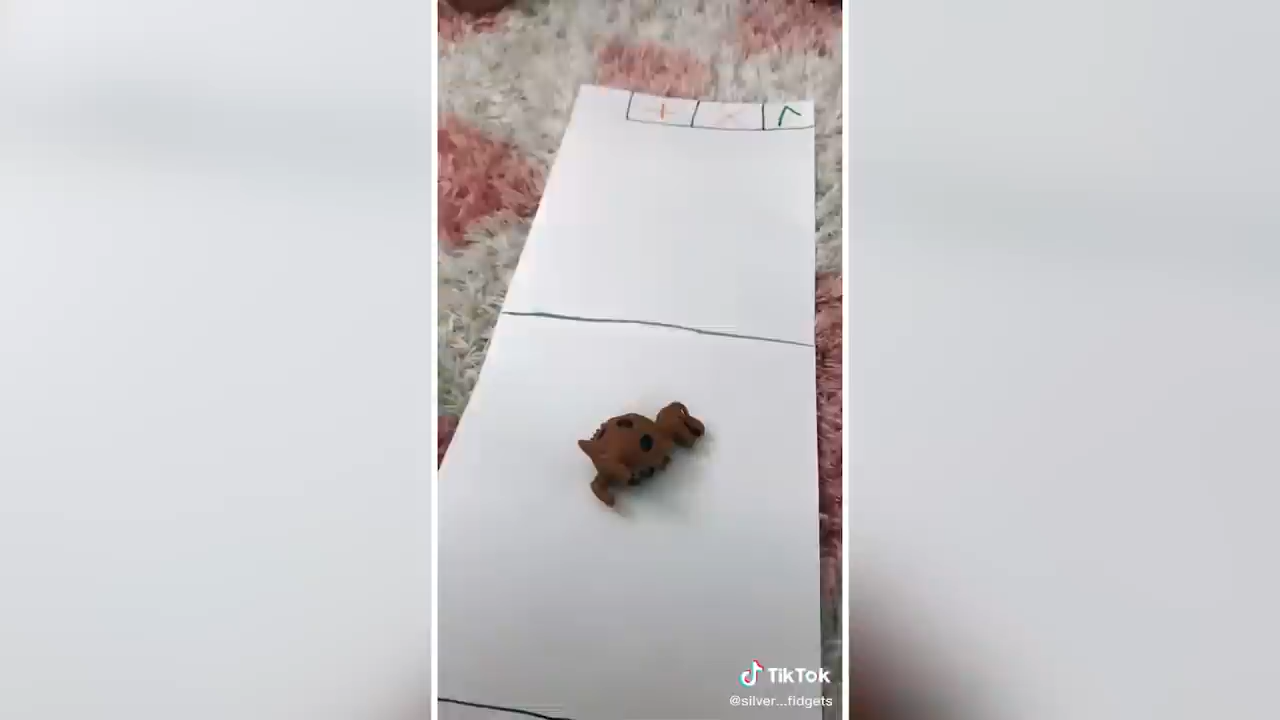 + × ✓
TikTok
@silver...fidgets